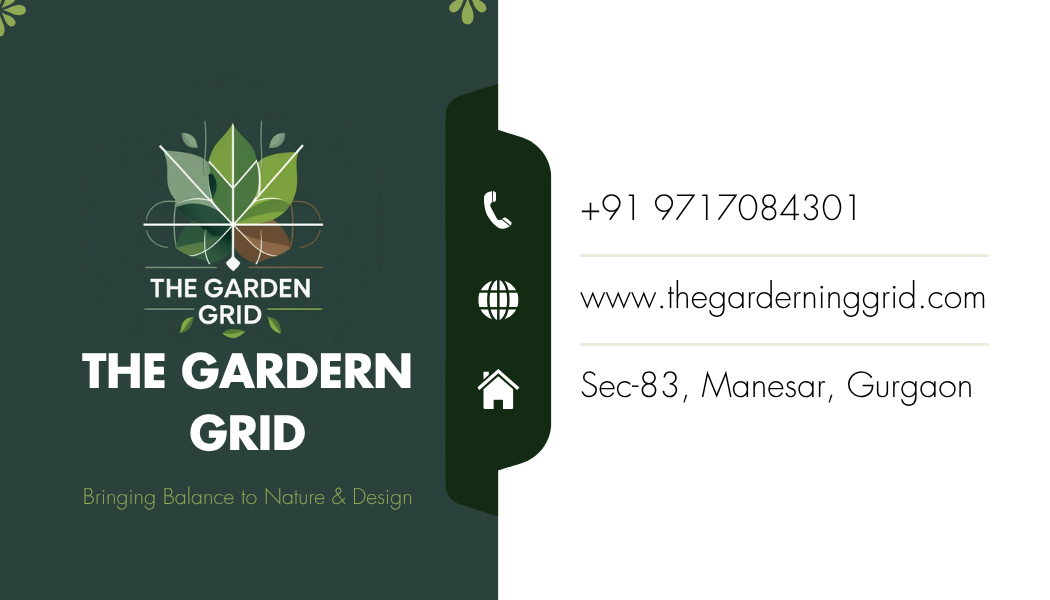 THE GARDEN
GRID
THE GARDERN
GRID
Bringing Balance to Nature & Design
+91 9717084301
www.thegarderninggrid.com
Sec-83, Manesar, Gurgaon